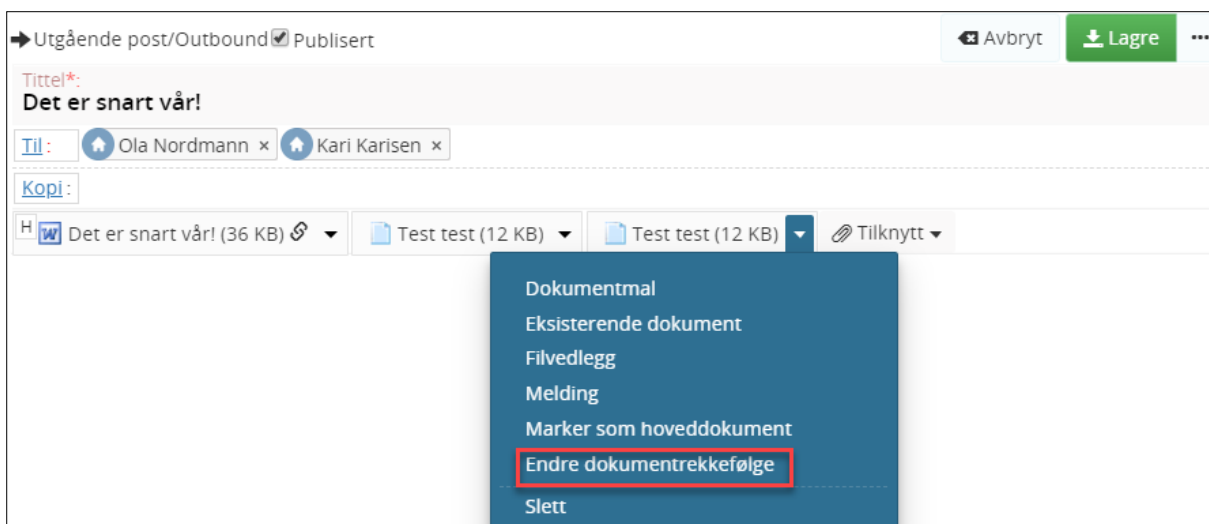 Utgående post/Outbound Publisert Avbryt Lagre ...
Tittel*:
Det er snart vår!
Til: Ola Nordmann × Kari Karisen ×
Kopi:
H Det er snart vår! (36 KB) Test test (12 KB) Test test (12 KB) Tilknytt
Dokumentmal
Eksisterende dokument
Filvedlegg
Melding
Marker som hoveddokument
Endre dokumentrekkefølge
Slett